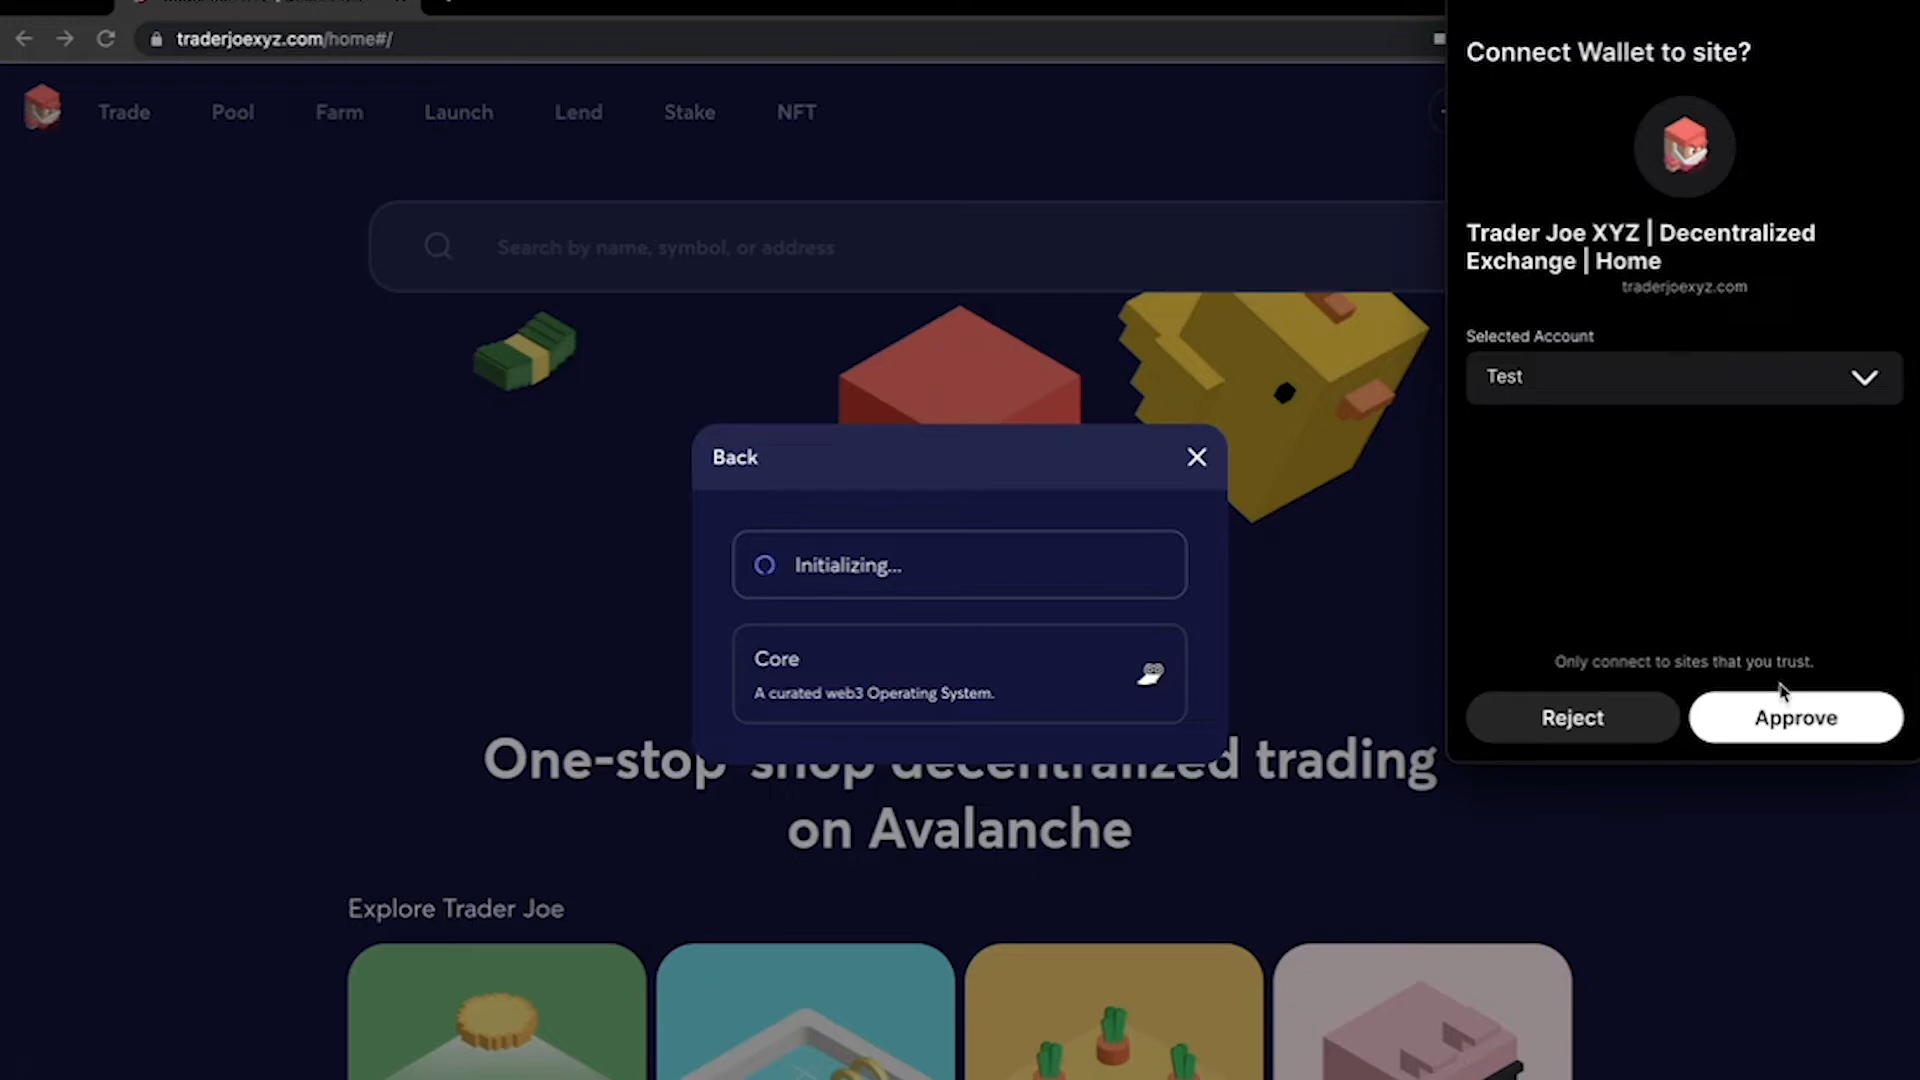 traderjoexyz.com/home#/
Trade
Pool
Farm
Launch
Lend
Stake
NFT
Search by name, symbol, or address
Back
Initializing...
Core
A curated web3 Operating System.
One-stop shop decentralized trading
on Avalanche
Explore Trader Joe
Connect Wallet to site?
Trader Joe XYZ | Decentralized
Exchange | Home
traderjoexyz.com
Selected Account
Test
Only connect to sites that you trust.
Reject
Approve